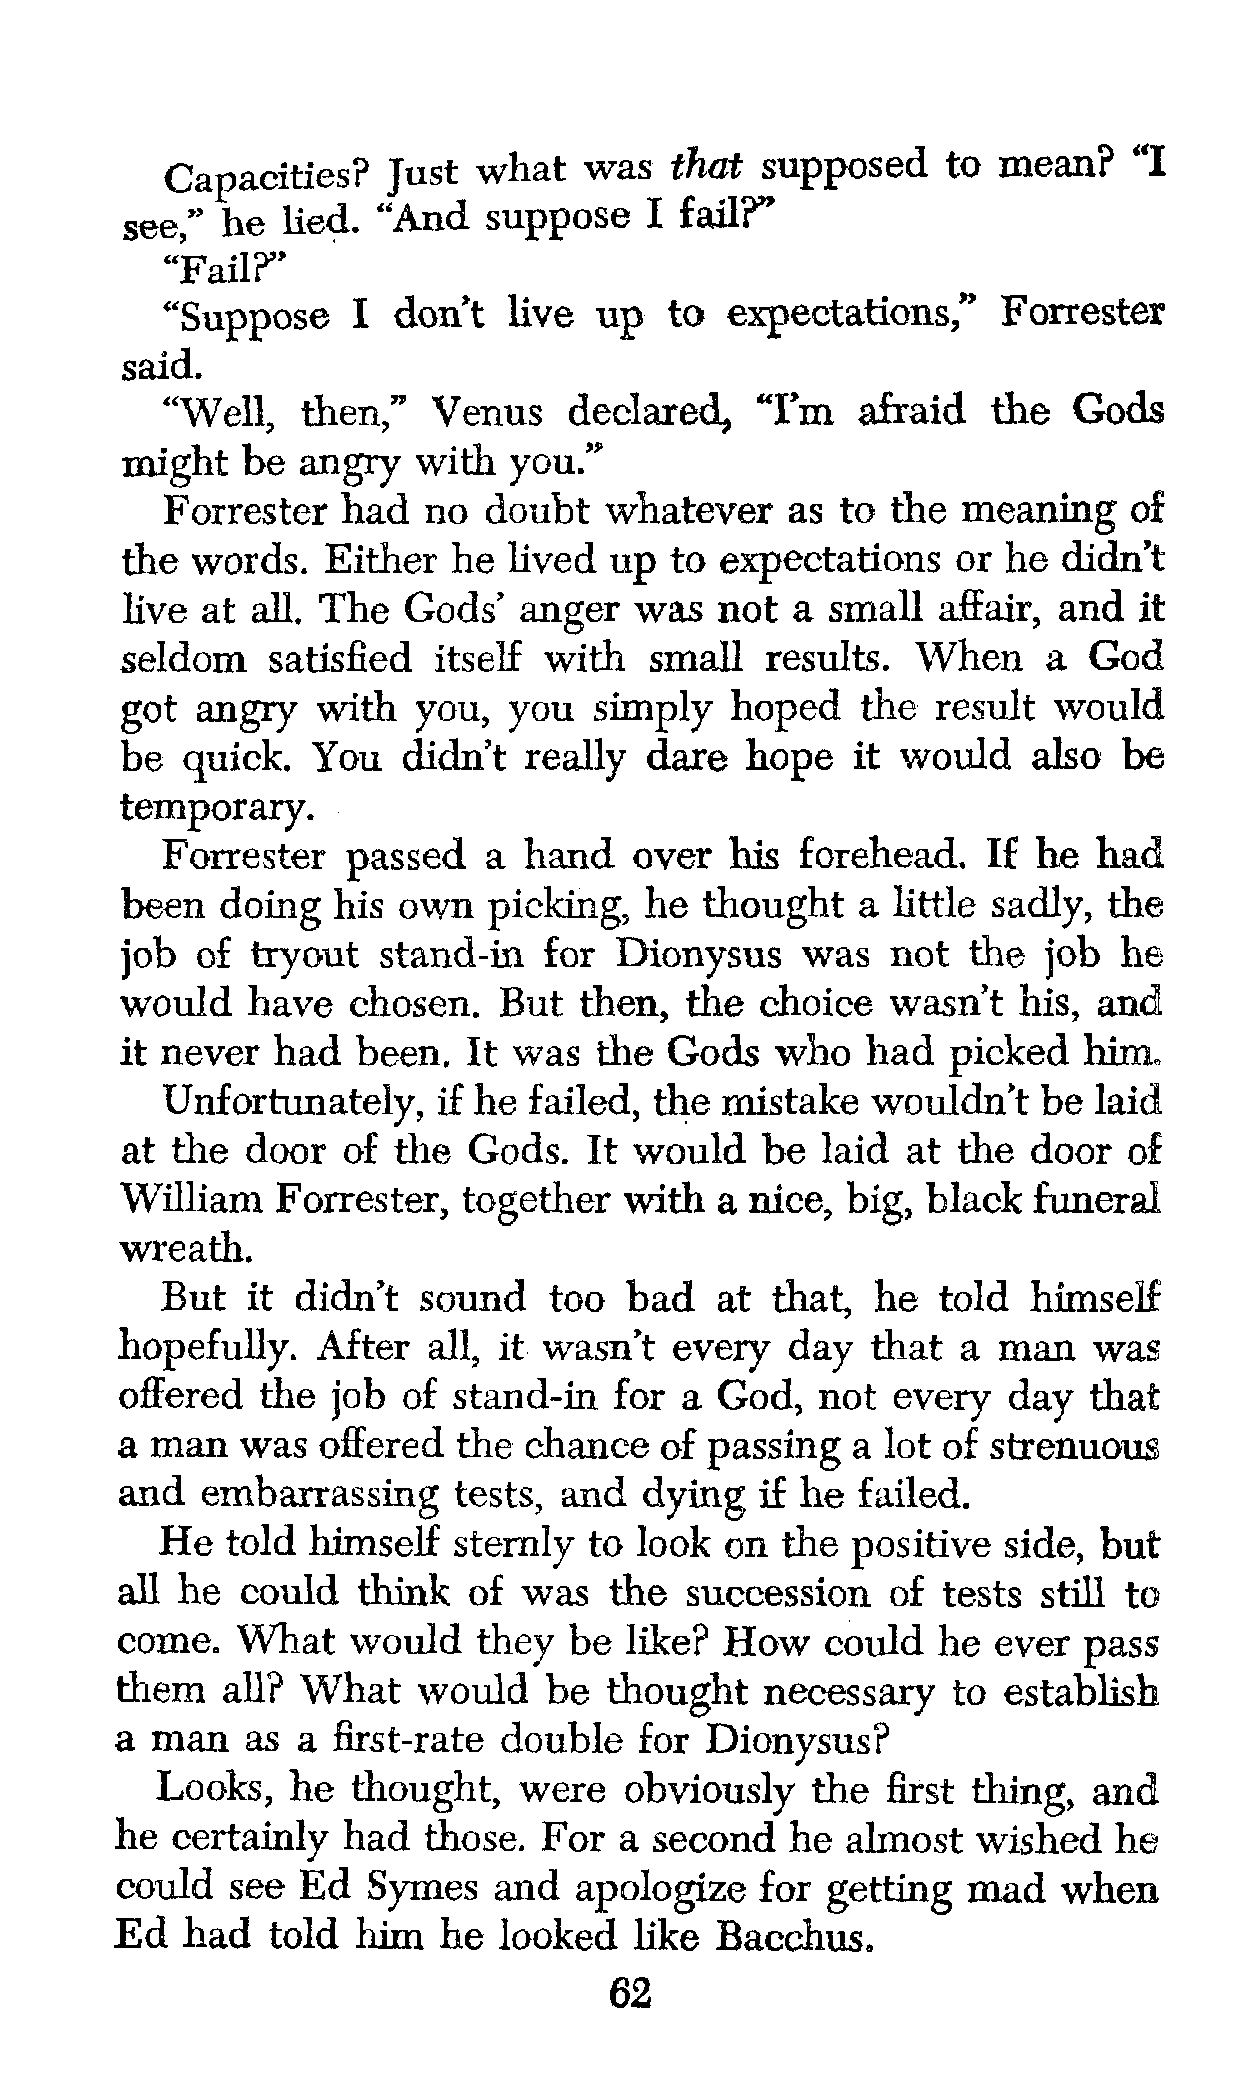 Capacities? Just what was that supposed to mean? “I
see,” he lied. “And suppose I fail?”
“Fail?”
“Suppose I don’t live up to expectations,” Forrester
said.
“Well, then,” Venus declared, “I’m afraid the Gods
might be angry with you.”
Forrester had no doubt whatever as to the meaning of
the words. Either he lived up to expectations or he didn’t
live at all. The Gods’ anger was not a small affair, and it
seldom satisfied itself with small results. When a God
got angry with you, you simply hoped the result would
be quick. You didn’t really dare hope it would also be
temporary.
Forrester passed a hand over his forehead. If he had
been doing his own picking, he thought a little sadly, the
job of tryout stand-in for Dionysus was not the job he
would have chosen. But then, the choice wasn’t his, and
it never had been. It was the Gods who had picked him.
Unfortunately, if he failed, the mistake wouldn’t be laid
at the door of the Gods. It would be laid at the door of
William Forrester, together with a nice, big, black funeral
wreath.
But it didn’t sound too bad at that, he told himself
hopefully. After all, it wasn’t every day that a man was
offered the job of stand-in for a God, not every day that
a man was offered the chance of passing a lot of strenuous
and embarrassing tests, and dying if he failed.
He told himself sternly to look on the positive side, but
all he could think of was the succession of tests still to
come. What would they be like? How could he ever pass
them all? What would be thought necessary to establish
a man as a first-rate double for Dionysus?
Looks, he thought, were obviously the first thing, and
he certainly had those. For a second he almost wished he
could see Ed Symes and apologize for getting mad when
Ed had told him he looked like Bacchus.
62